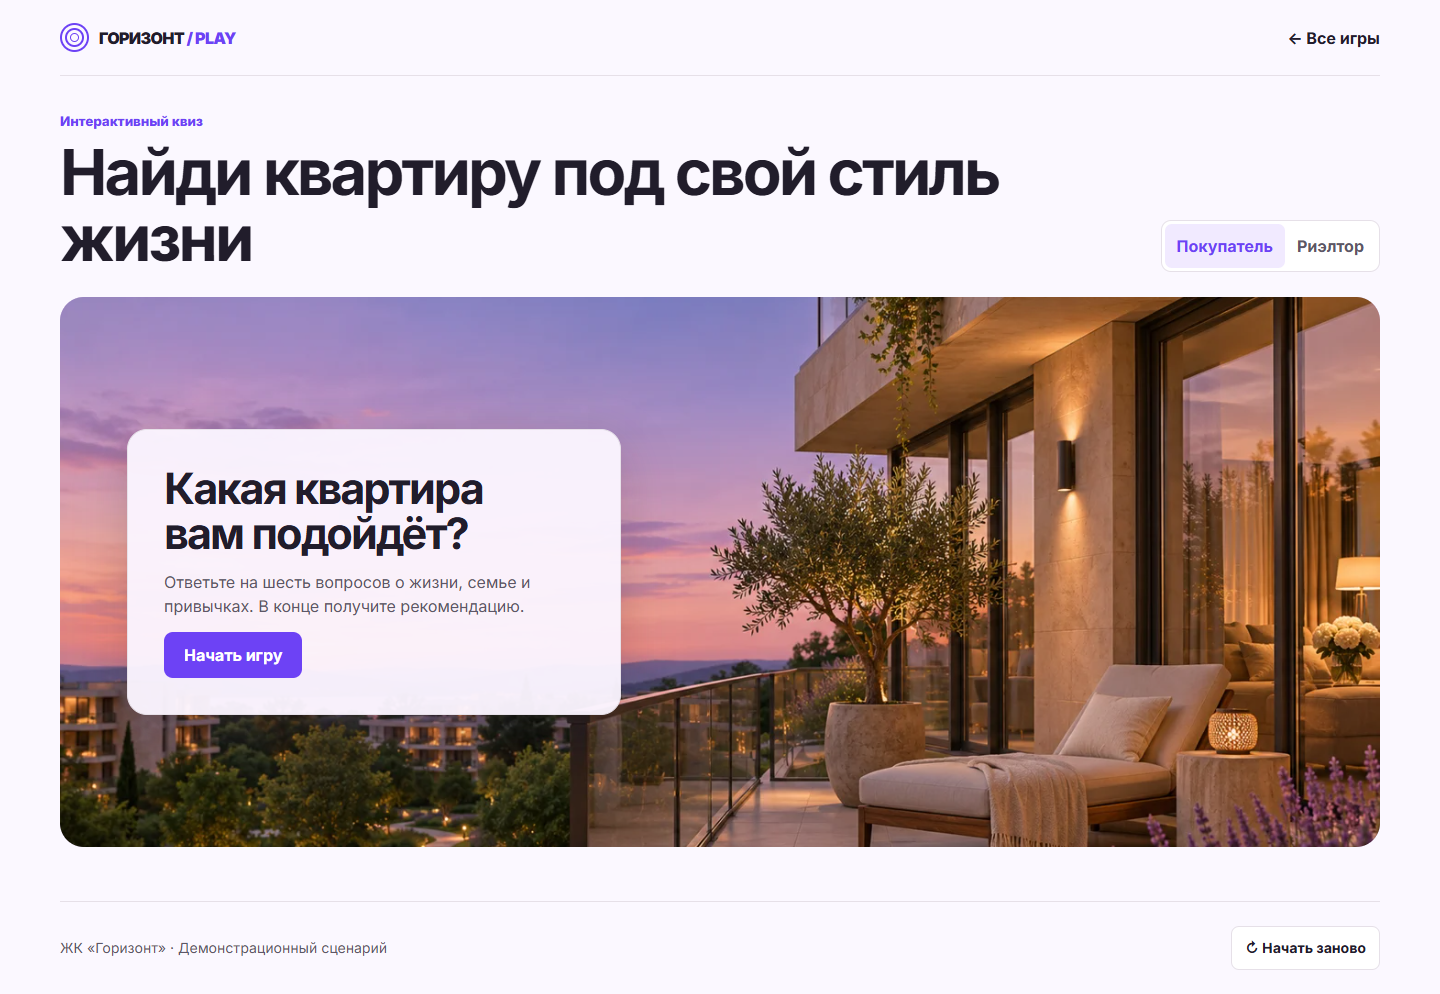 ГОРИЗОНТ / PLAY
← Все игры
Интерактивный квиз
Найди квартиру под свой стиль
жизни
Покупатель
Риэлтор
Какая квартира
вам подойдёт?
Ответьте на шесть вопросов о жизни, семье и
привычках. В конце получите рекомендацию.
Начать игру
ЖК «Горизонт» · Демонстрационный сценарий
↻ Начать заново